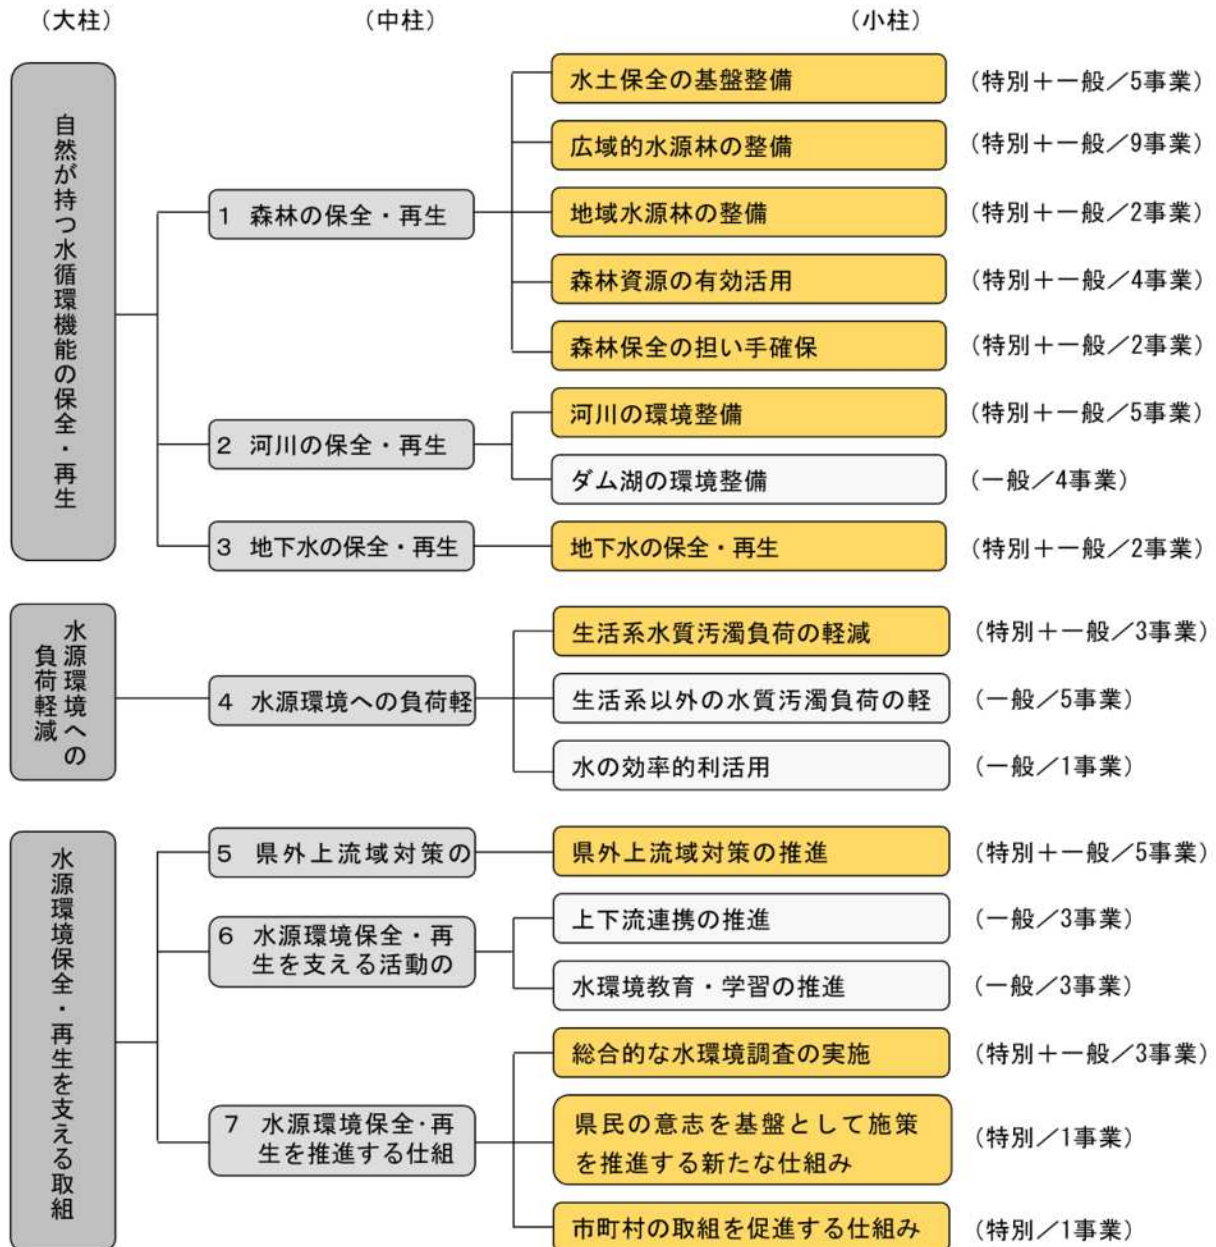 （大柱）
（中柱）
（小柱）
自然が持つ水循環機能の保全・再生
1 森林の保全・再生
水土保全の基盤整備
（特別＋一般／5事業）
広域的水源林の整備
（特別＋一般／9事業）
地域水源林の整備
（特別＋一般／2事業）
森林資源の有効活用
（特別＋一般／4事業）
森林保全の担い手確保
（特別＋一般／2事業）
2 河川の保全・再生
河川の環境整備
（特別＋一般／5事業）
ダム湖の環境整備
（一般／4事業）
3 地下水の保全・再生
地下水の保全・再生
（特別＋一般／2事業）
水源環境への
負荷軽減
4 水源環境への負荷軽
生活系水質汚濁負荷の軽減
（特別＋一般／3事業）
生活系以外の水質汚濁負荷の軽
（一般／5事業）
水の効率的利活用
（一般／1事業）
水源環境保全・再生を支える取組
5 県外上流域対策の
県外上流域対策の推進
（特別＋一般／5事業）
6 水源環境保全・再
生を支える活動の
上下流連携の推進
（一般／3事業）
水環境教育・学習の推進
（一般／3事業）
7 水源環境保全・再
生を推進する仕組
総合的な水環境調査の実施
（特別＋一般／3事業）
県民の意志を基盤として施策
を推進する新たな仕組み
（特別／1事業）
市町村の取組を促進する仕組み
（特別／1事業）